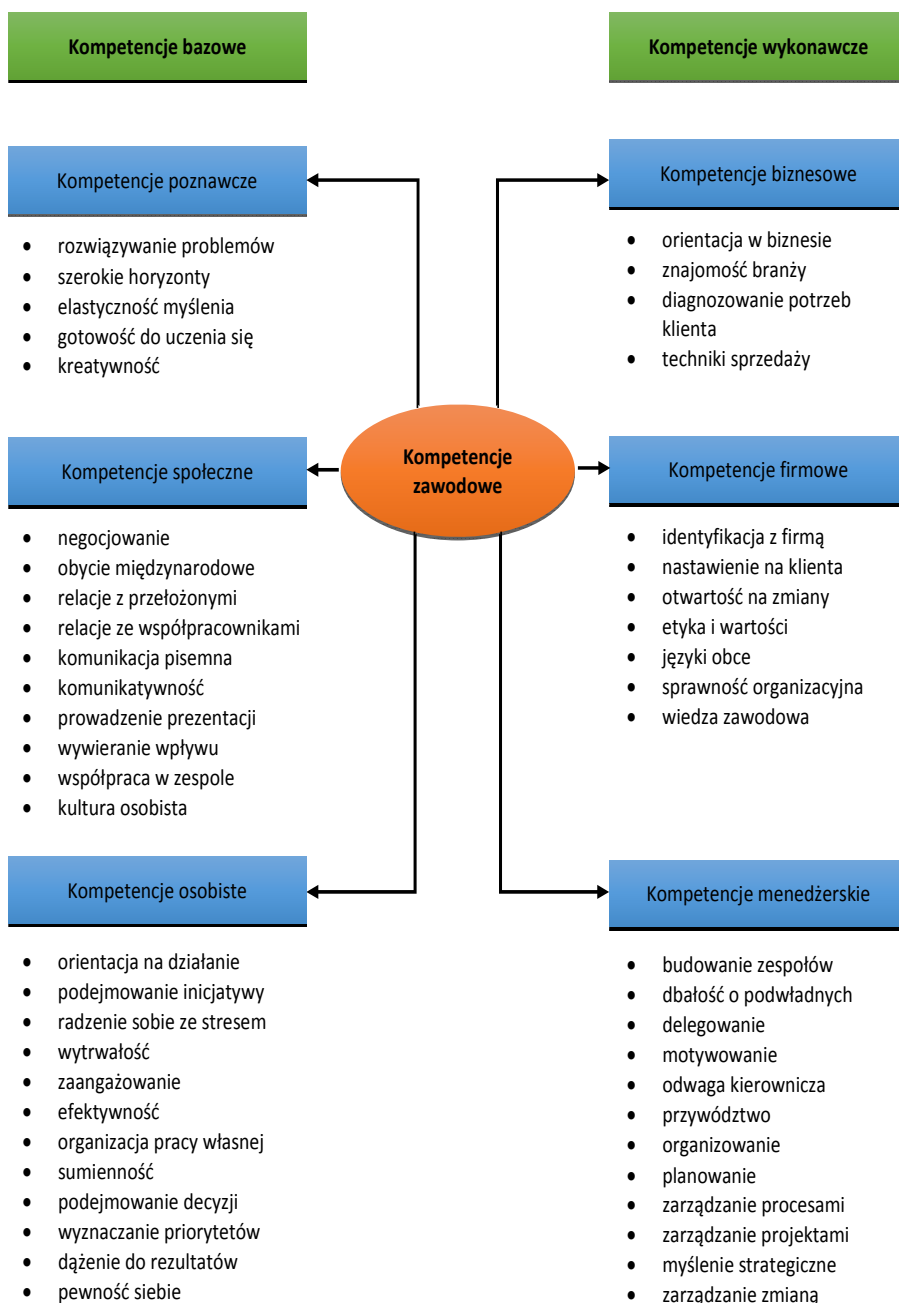 Kompetencje bazowe
Kompetencje wykonawcze
Kompetencje poznawcze
• rozwiązywanie problemów
• szerokie horyzonty
• elastyczność myślenia
• gotowość do uczenia się
• kreatywność
Kompetencje biznesowe
• orientacja w biznesie
• znajomość branży
• diagnozowanie potrzeb
klienta
• techniki sprzedaży
Kompetencje
zawodowe
Kompetencje społeczne
• negocjowanie
• obycie międzynarodowe
• relacje z przełożonymi
• relacje ze współpracownikami
• komunikacja pisemna
• komunikatywność
• prowadzenie prezentacji
• wywieranie wpływu
• współpraca w zespole
• kultura osobista
Kompetencje firmowe
• identyfikacja z firmą
• nastawienie na klienta
• otwartość na zmiany
• etyka i wartości
• języki obce
• sprawność organizacyjna
• wiedza zawodowa
Kompetencje osobiste
• orientacja na działanie
• podejmowanie inicjatywy
• radzenie sobie ze stresem
• wytrwałość
• zaangażowanie
• efektywność
• organizacja pracy własnej
• sumienność
• podejmowanie decyzji
• wyznaczanie priorytetów
• dążenie do rezultatów
• pewność siebie
Kompetencje menedżerskie
• budowanie zespołów
• dbałość o podwładnych
• delegowanie
• motywowanie
• odwaga kierownicza
• przywództwo
• organizowanie
• planowanie
• zarządzanie procesami
• zarządzanie projektami
• myślenie strategiczne
• zarządzanie zmianą